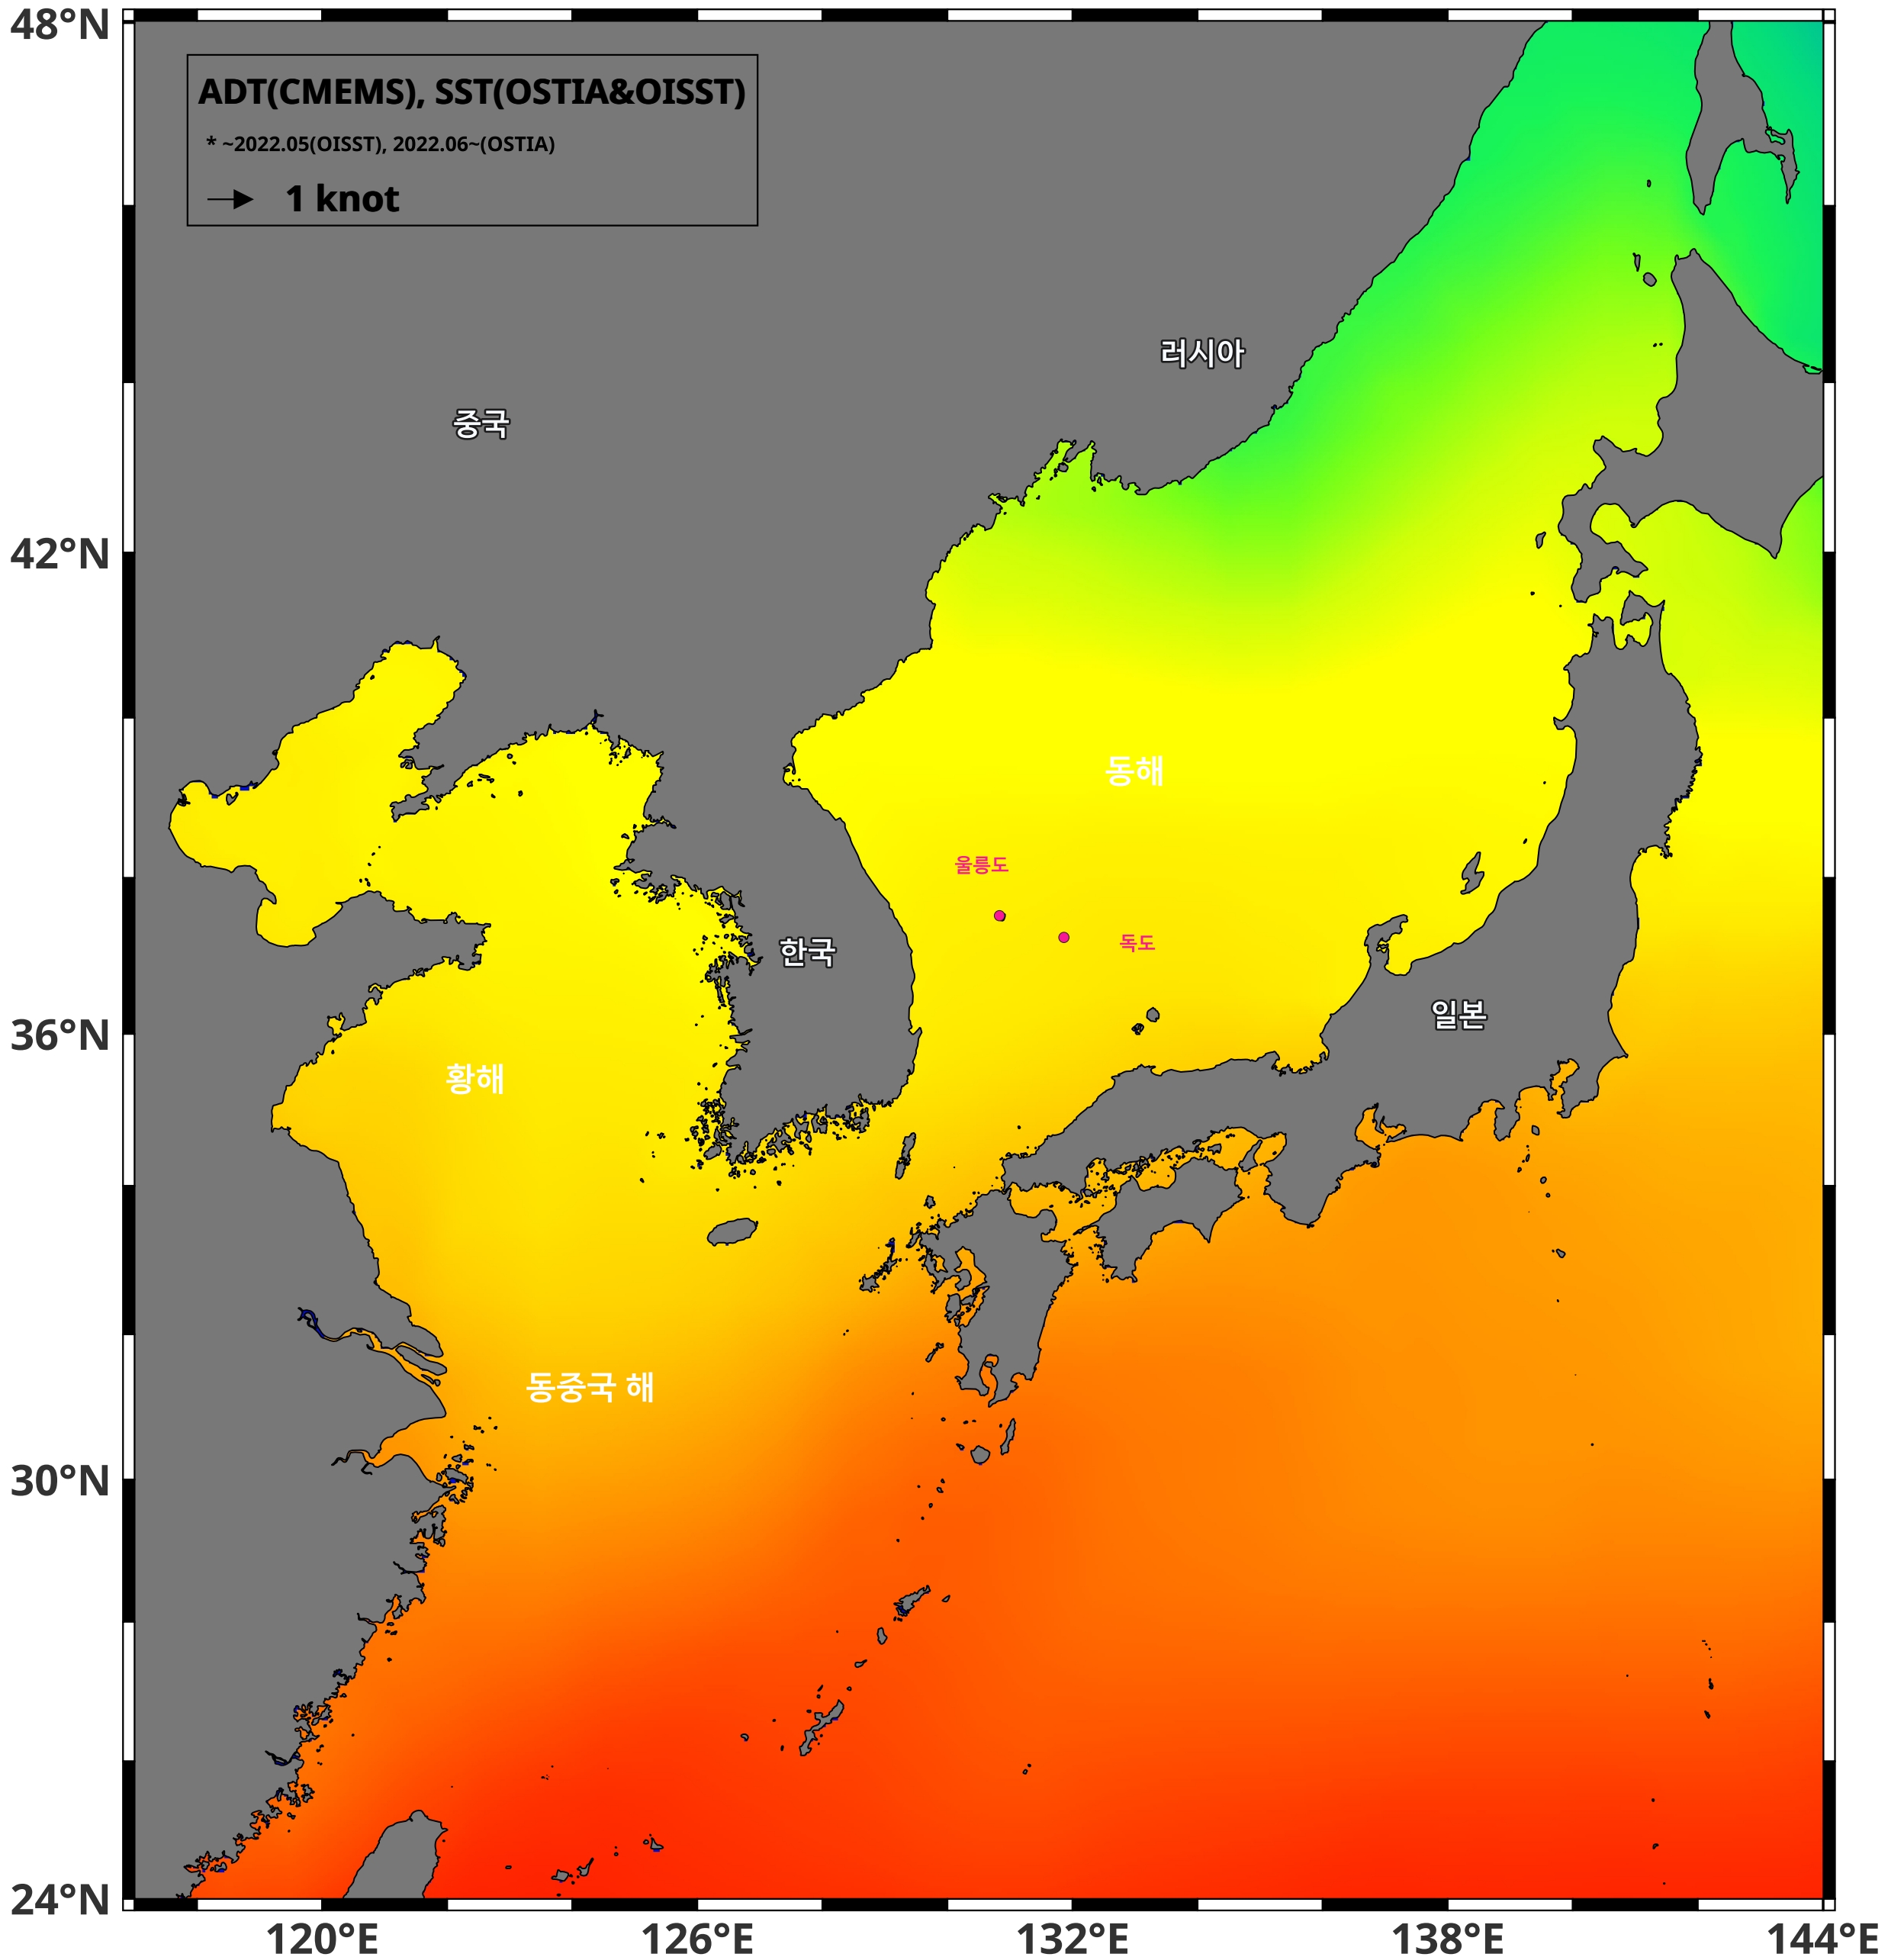 48°N
ADT(CMEMS), SST(OSTIA&OISST)
* ~2022.05(OISST), 2022.06~(OSTIA)
1 knot
러시아
중국
42°N
동해
울릉도
독도
한국
일본
36°N
황해
동중국 해
30°N
24°N
120°E 126°E 132°E 138°E 144°E